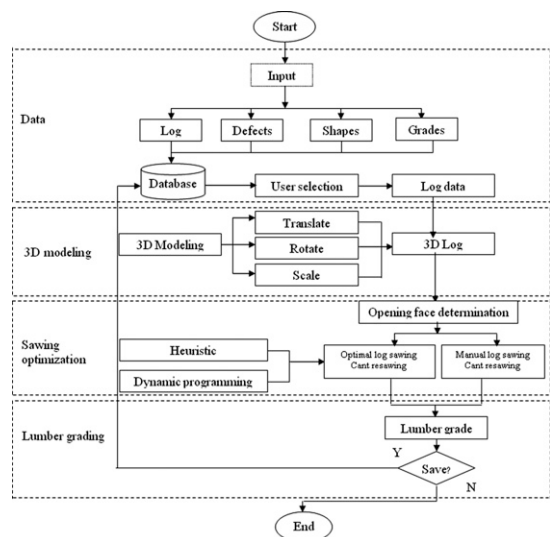 Start
Data
Input
Log
Defects
Shapes
Grades
Database
User selection
Log data
3D modeling
3D Modeling
Translate
Rotate
Scale
3D Log
Sawing
optimization
Opening face determination
Heuristic
Dynamic programming
Optimal log sawing
Cant resawing
Manual log sawing
Cant resawing
Lumber grading
Lumber grade
Y
Save?
N
End